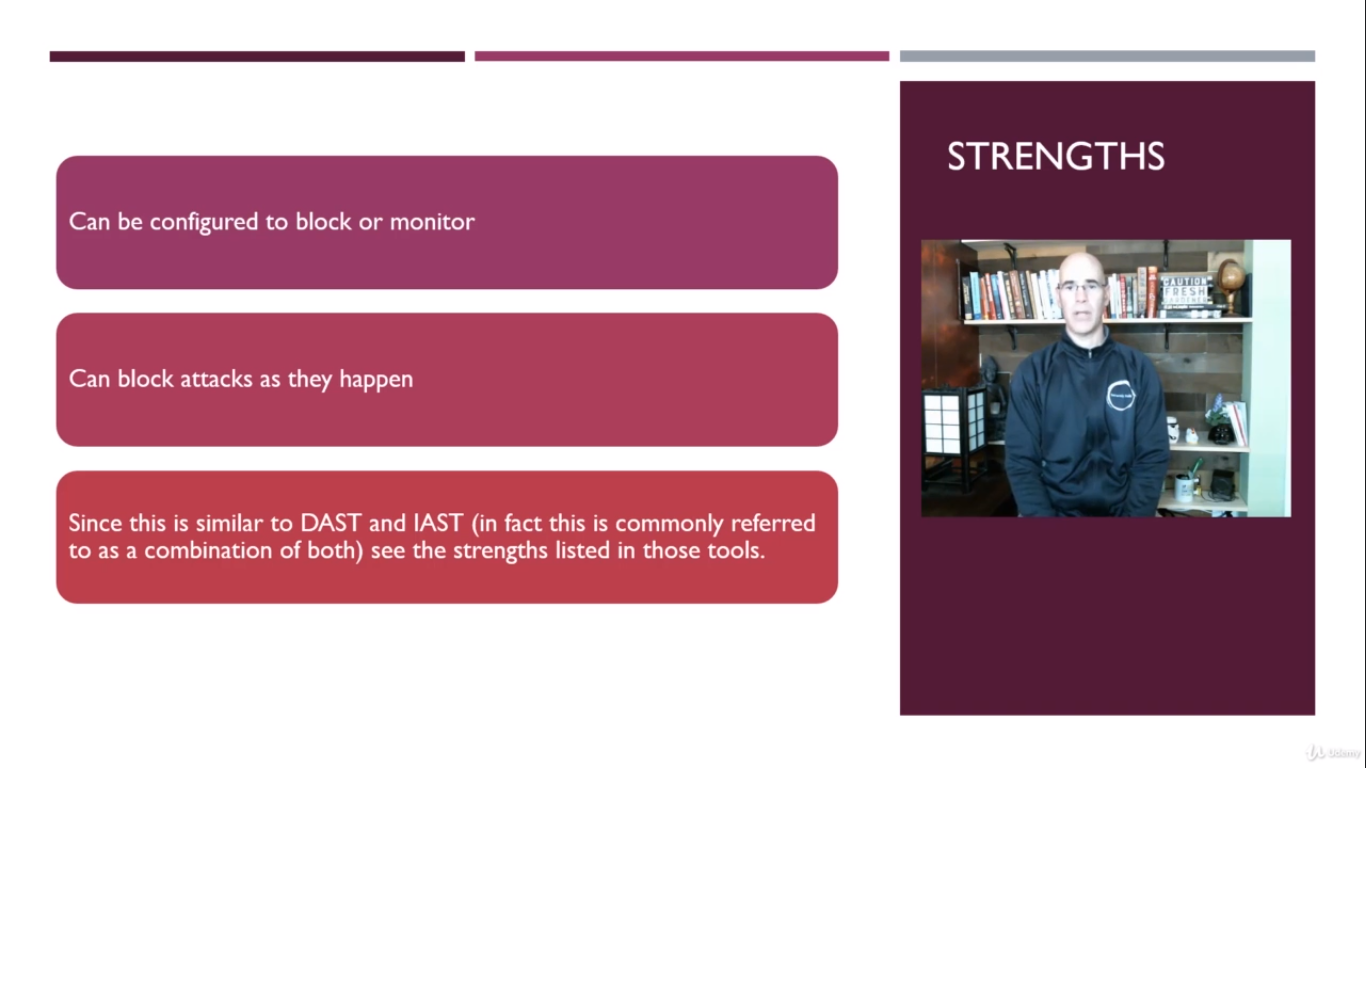 STRENGTHS
Can be configured to block or monitor
Can block attacks as they happen
Since this is similar to DAST and IAST (in fact this is commonly referred
to as a combination of both) see the strengths listed in those tools.
CAUTION
FRESH
Udemy